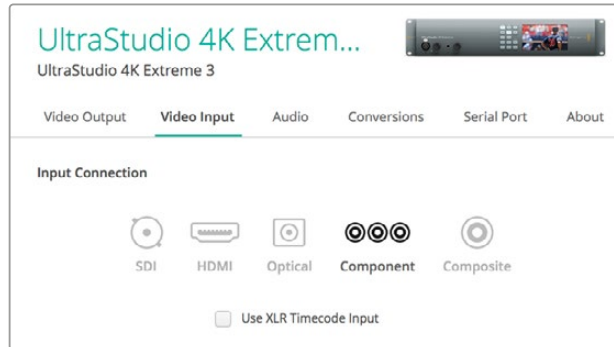 UltraStudio 4K Extrem...
UltraStudio 4K Extreme 3
Video Output Video Input Audio Conversions Serial Port About
Input Connection
SDI HDMI Optical Component Composite
Use XLR Timecode Input